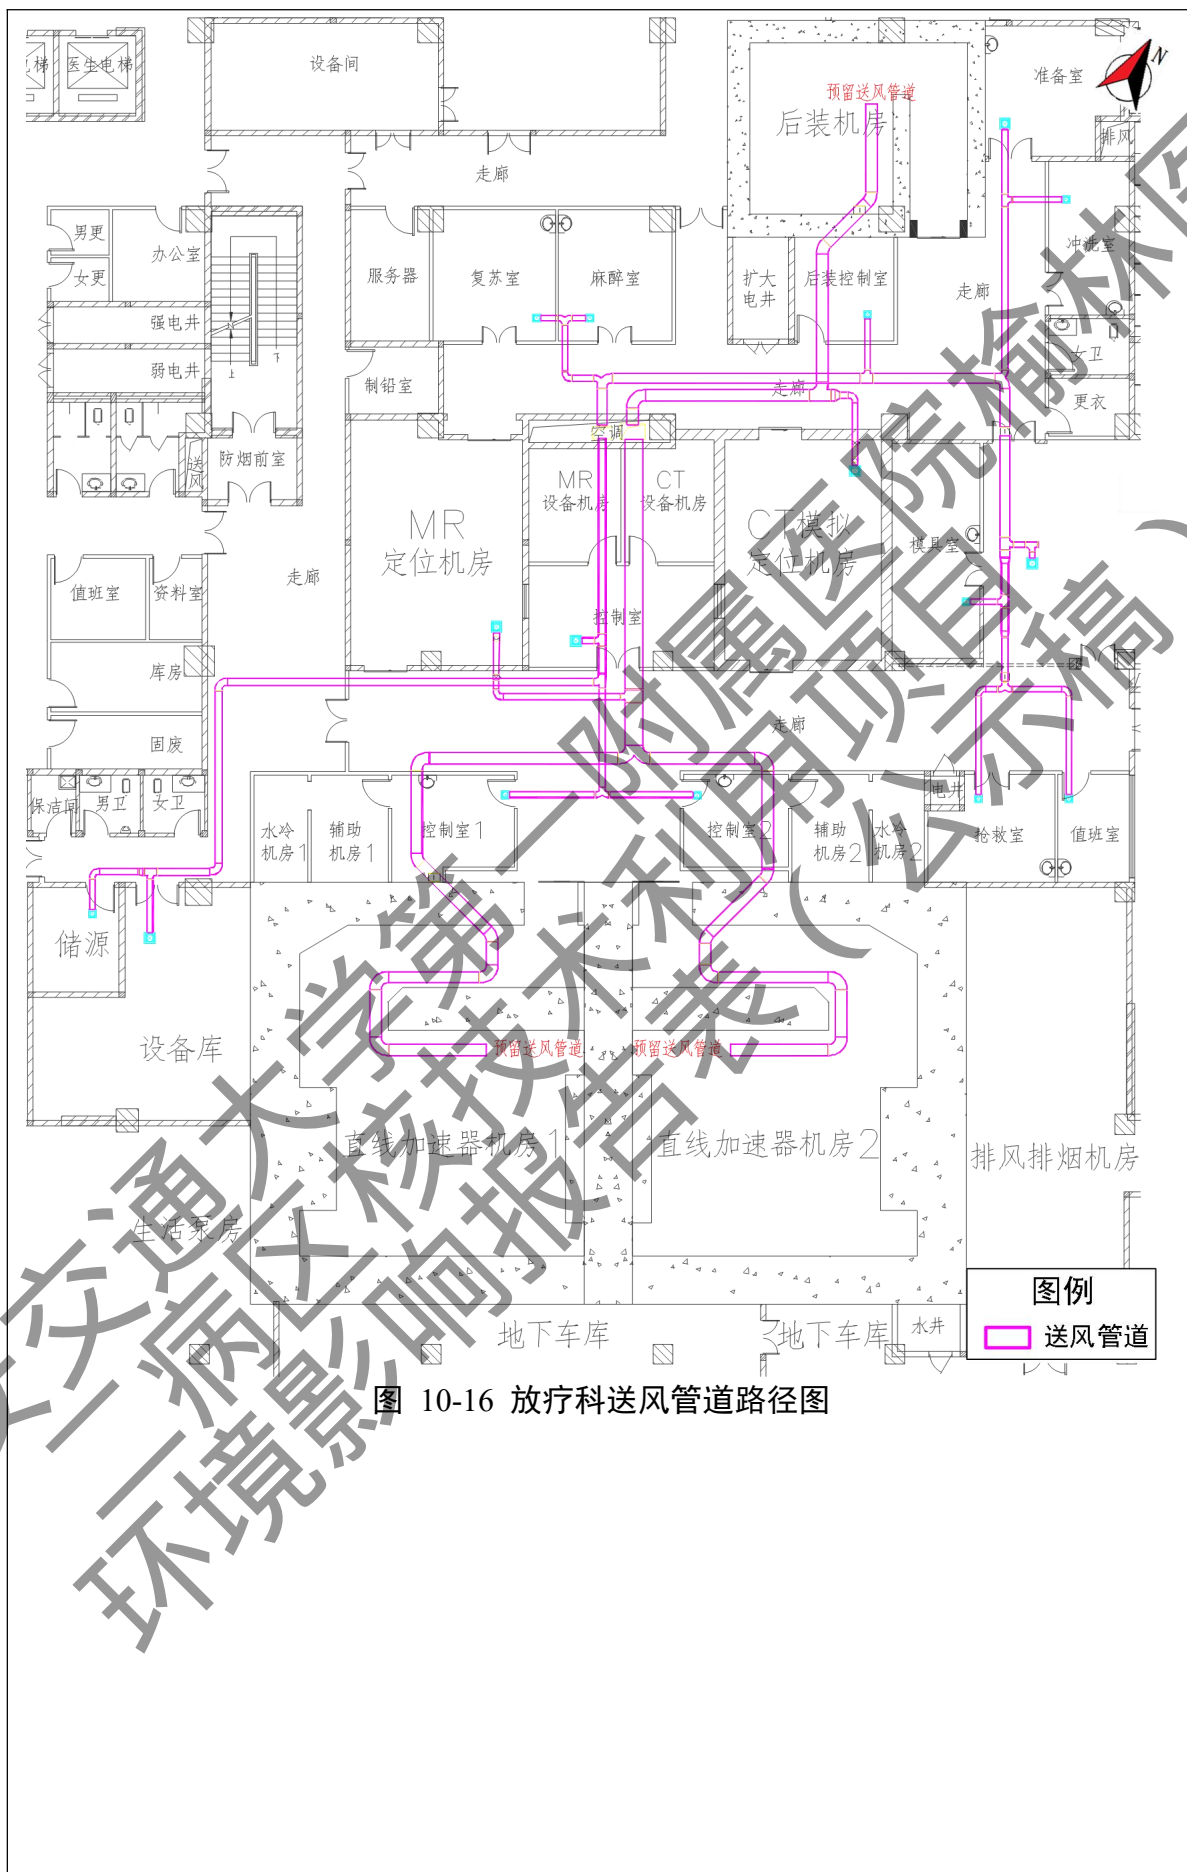 电梯
医生电梯
设备间
预留送风管道
后装机房
准备室
N
排风
走廊
男更
女更
办公室
强电井
弱电井
上
下
服务器
复苏室
麻醉室
扩大
电井
后装控制室
走廊
冲洗室
女卫
更衣
制铅室
走廊
空调
送风
防烟前室
MR
设备机房
CT
设备机房
MR
定位机房
CT模拟
定位机房
模具室
值班室
资料室
走廊
控制室
库房
固废
走廊
保洁间
男卫
女卫
水冷
机房1
辅助
机房1
控制室1
控制室2
辅助
机房2
水冷
机房2
电井
抢救室
值班室
储源
设备库
预留送风管道
预留送风管道
直线加速器机房1
直线加速器机房2
排风排烟机房
生活泵房
地下车库
地下车库
水井
图例
送风管道
图 10-16 放疗科送风管道路径图
交通大学第一附属医院榆林医
病区核技术利用项目
环境影响报告表（公示稿）